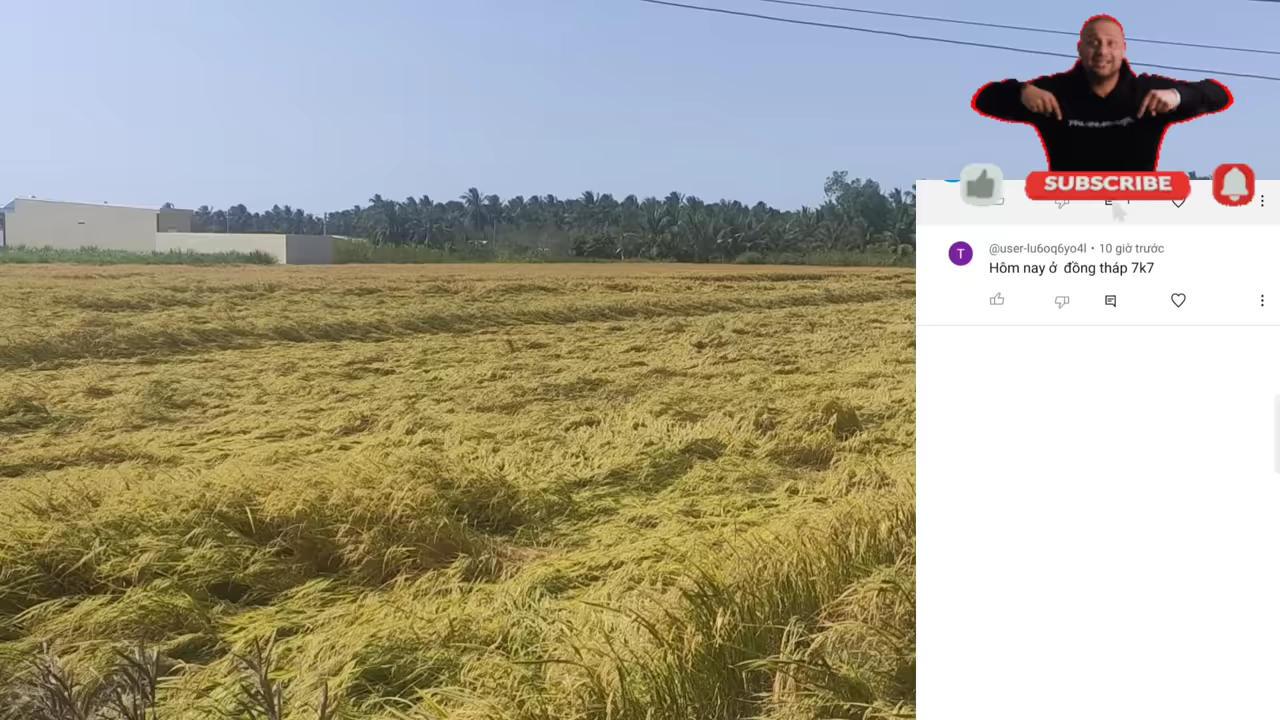 SUBSCRIBE
T
@user-lu6oq6yo4l • 10 giờ trước
Hôm nay ở đồng tháp 7k7